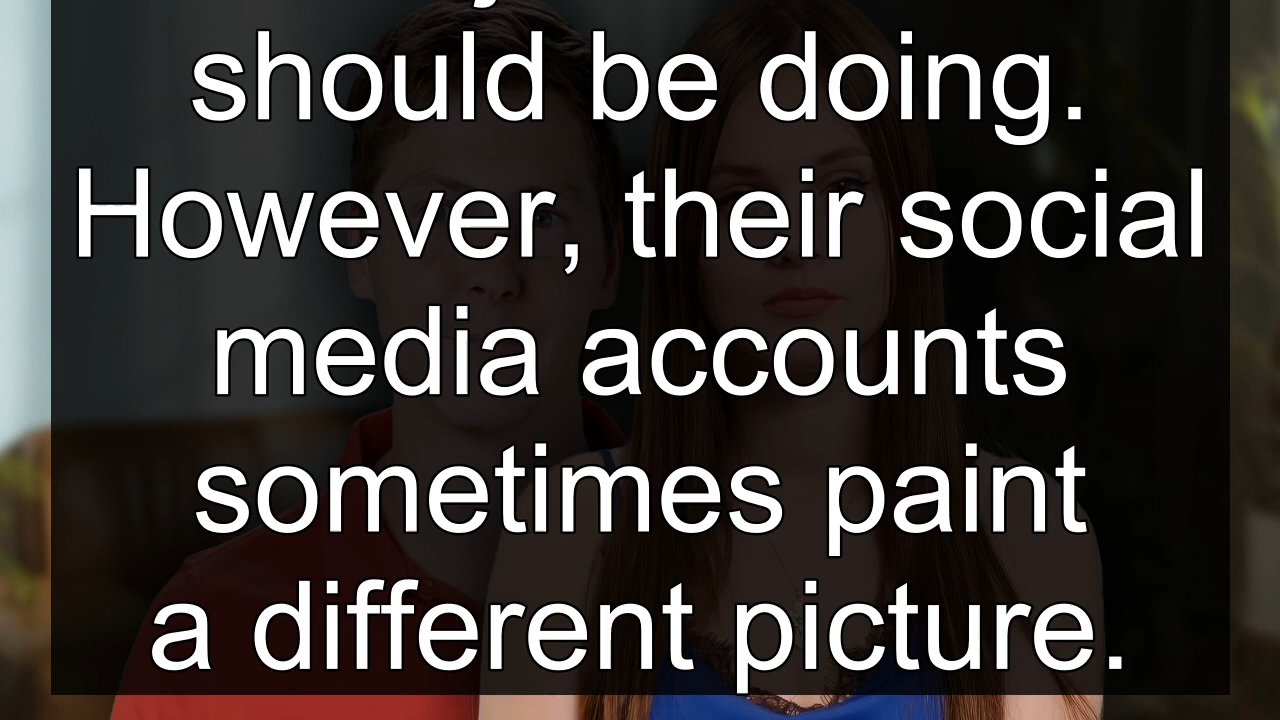 should be doing.
However, their social
media accounts
sometimes paint
a different picture.